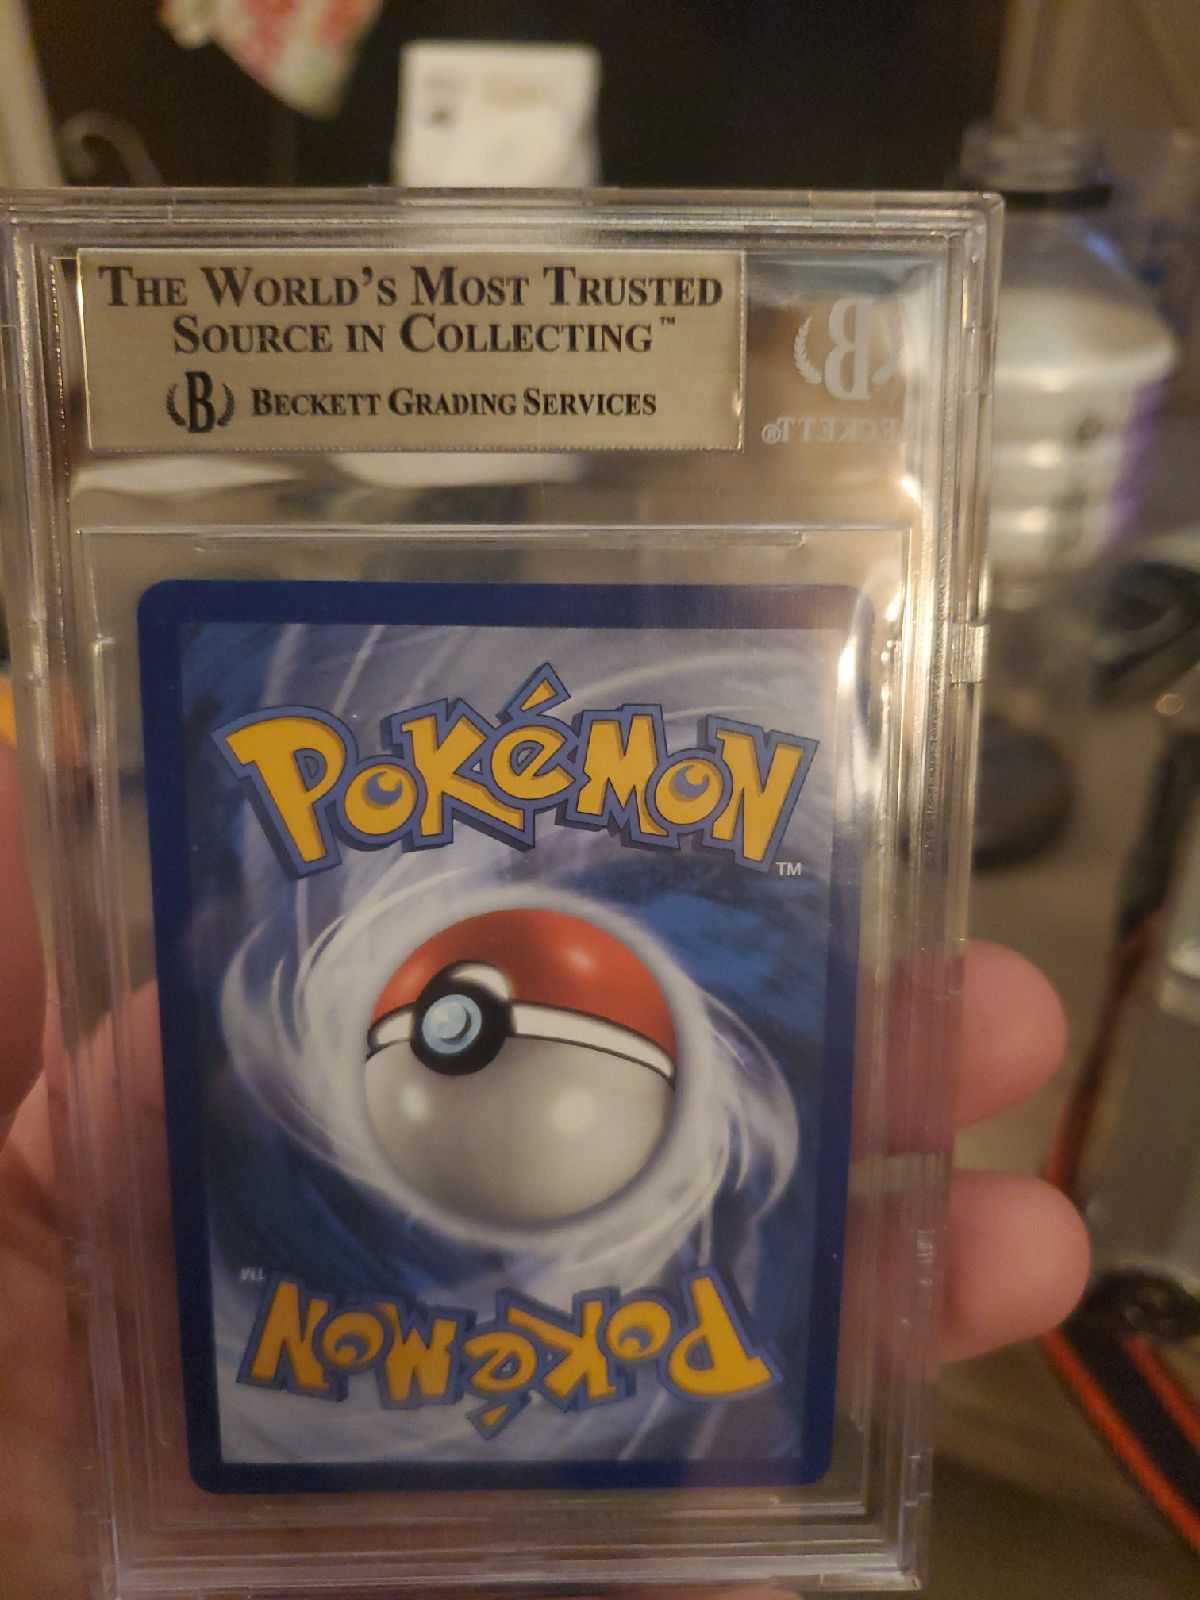 THE WORLD'S MOST TRUSTED
SOURCE IN COLLECTING™
B BECKETT GRADING SERVICES
B
BECKETT®
POKéMON
TM
TM
POKéMON